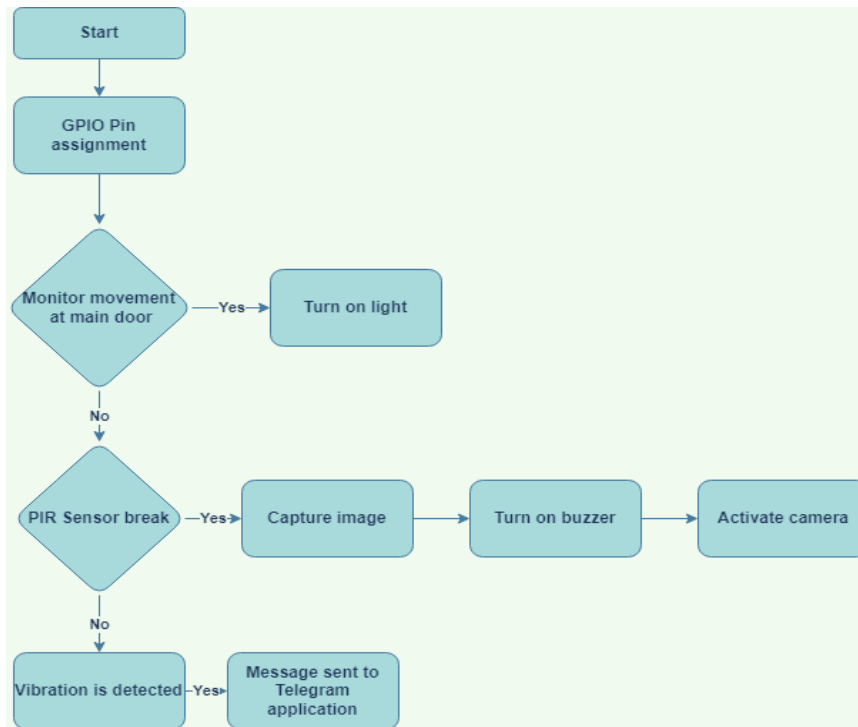 Start
GPIO Pin
assignment
Monitor movement
at main door
Yes
Turn on light
No
PIR Sensor break
Yes
Capture image
Turn on buzzer
Activate camera
No
Vibration is detected
Yes
Message sent to
Telegram
application